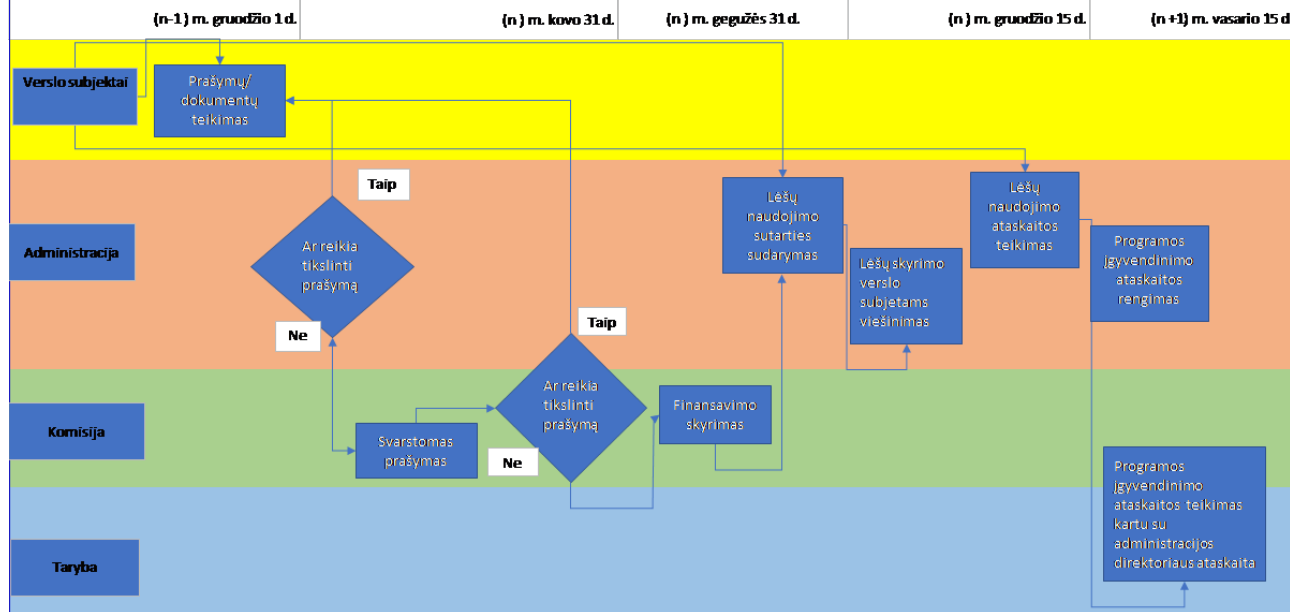 (n-1) m. gruodžio 1 d.
(n) m. kovo 31 d.
(n) m. gegužės 31 d.
(n) m. gruodžio 15 d.
(n+1) m. vasario 15 d
Verslo subjektai
Prašymų/
dokumentų
teikimas
Administracija
Taip
Ar reikia
tikslinti
prašymą
Ne
Taip
Lėšų
naudojimo
sutarties
sudarymas
Lėšų skyrimo
verslo
subjetams
viešinimas
Lėšų
naudojimo
ataskaitos
teikimas
Programos
įgyvendinimo
ataskaitos
rengimas
Komisija
Svarstomas
prašymas
Ar reikia
tikslinti
prašymą
Ne
Finansavimo
skyrimas
Taryba
Programos
įgyvendinimo
ataskaitos teikimas
kartu su
administracijos
direktoriaus ataskaita